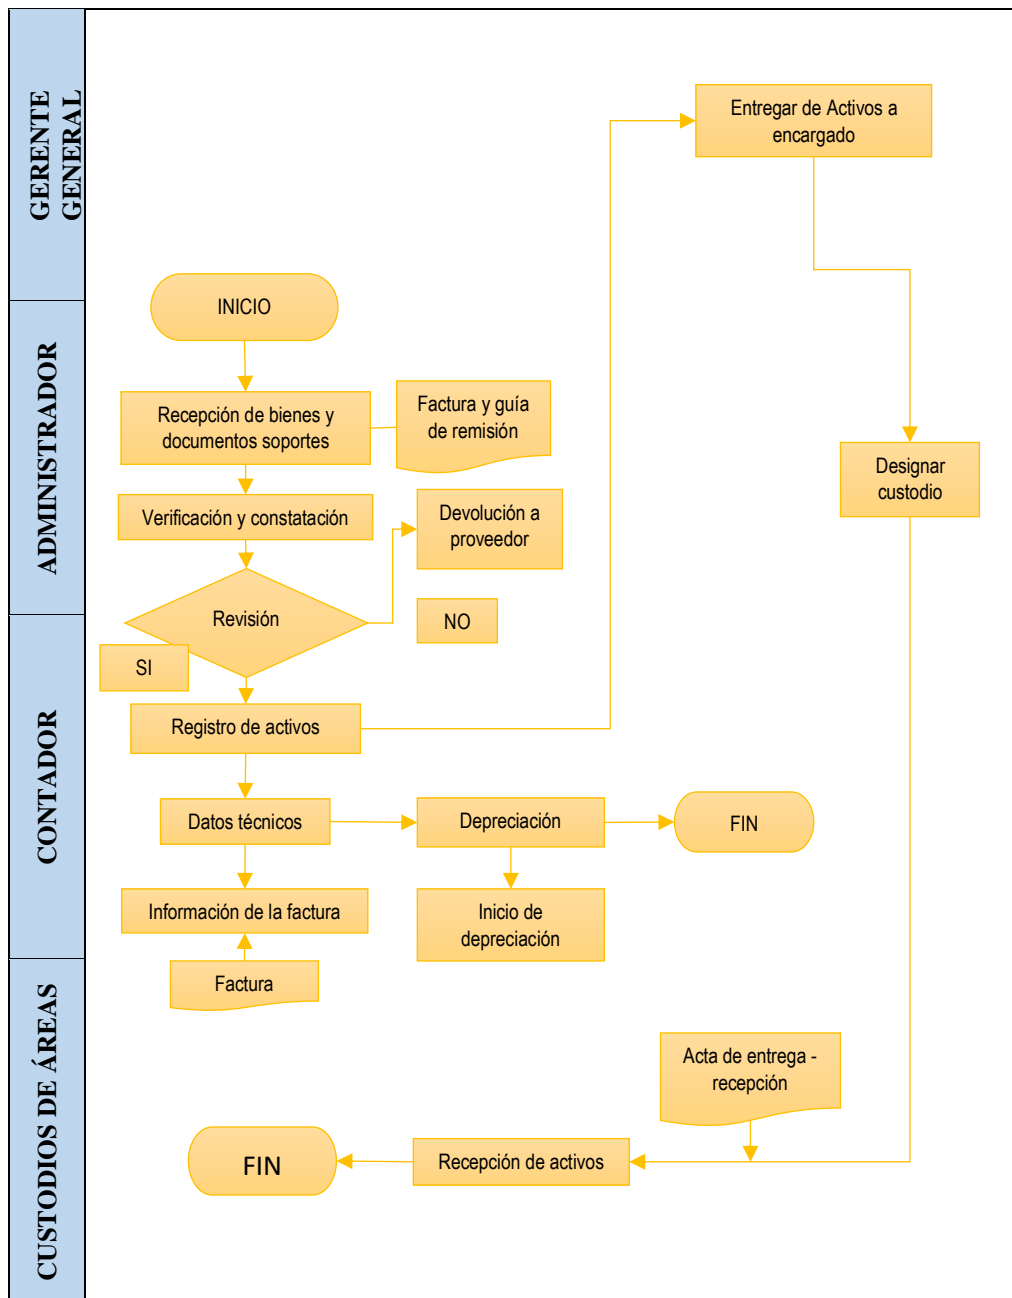 GERENTE
GENERAL
Entregar de Activos a
encargado
INICIO
ADMINISTRADOR
Recepción de bienes y
documentos soportes
Factura y guía
de remisión
Designar
custodio
Verificación y constatación
Devolución a
proveedor
Revisión
NO
SI
CONTADOR
Registro de activos
Datos técnicos
Depreciación
FIN
Información de la factura
Inicio de
depreciación
Factura
CUSTODIOS DE ÁREAS
Acta de entrega -
recepción
FIN
Recepción de activos